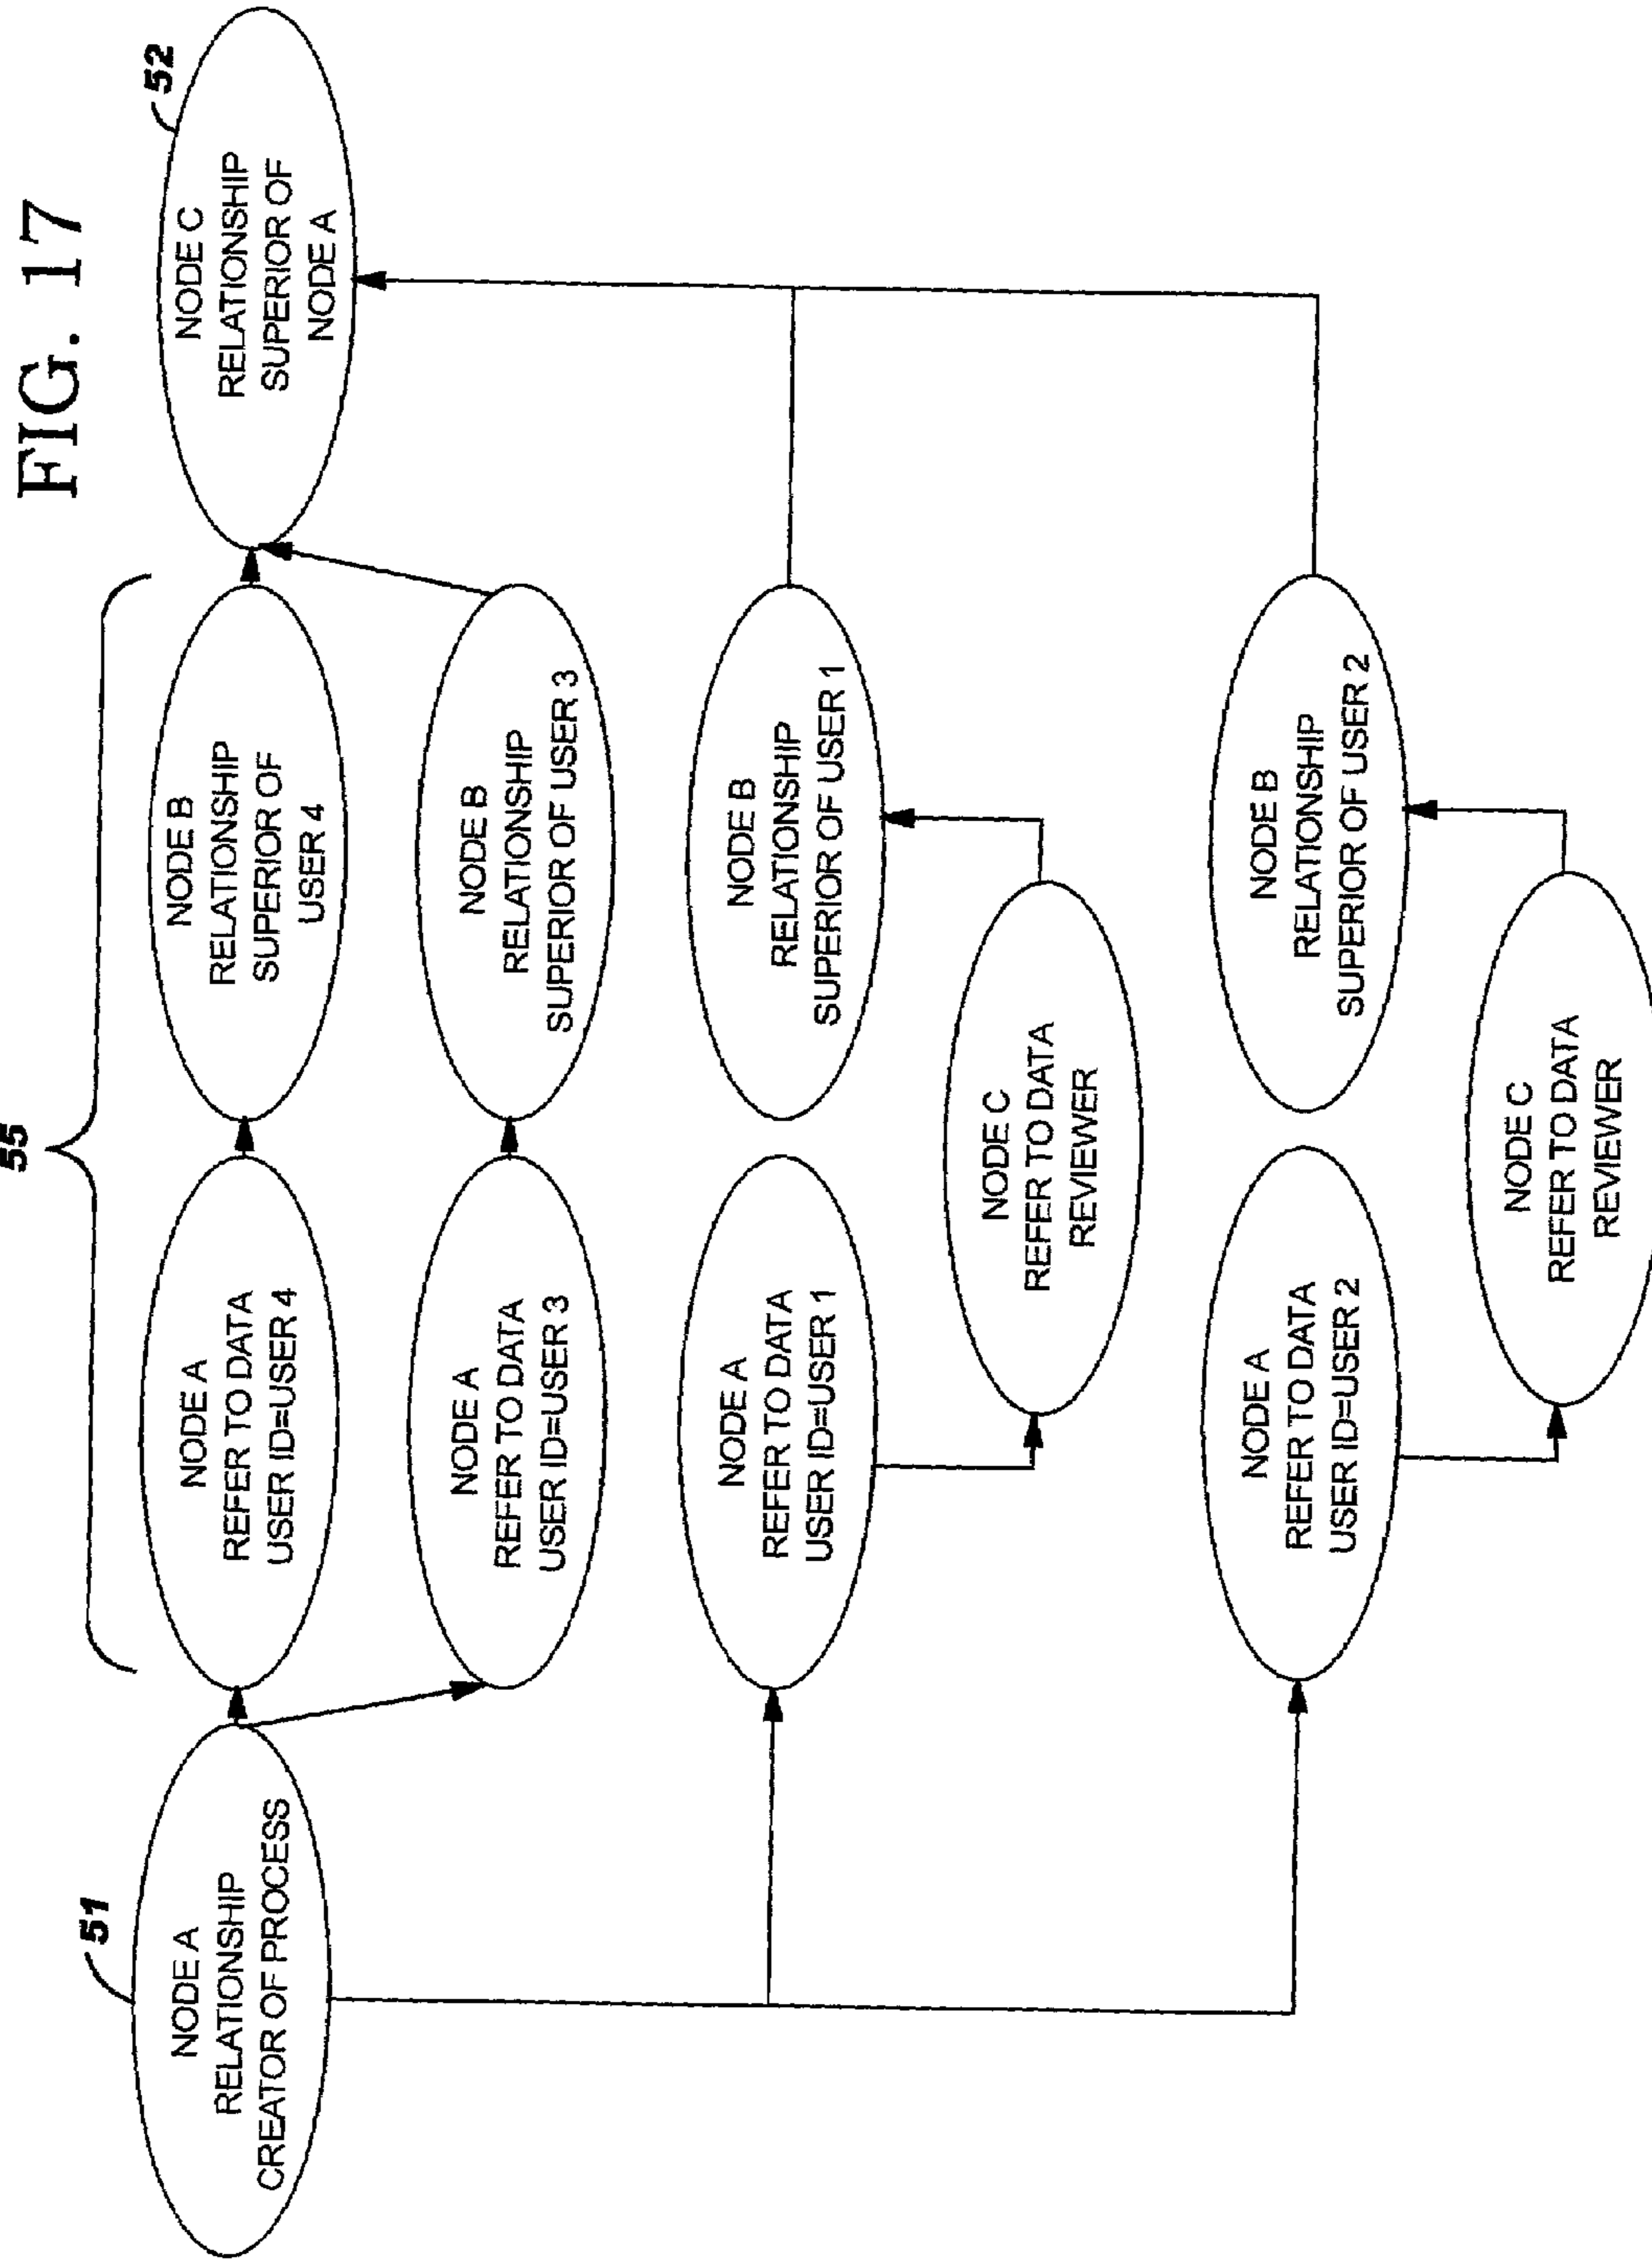 FIG. 17
51
NODE A
RELATIONSHIP
CREATOR OF PROCESS
55
NODE A
REFER TO DATA
USER ID=USER 4
NODE B
RELATIONSHIP
SUPERIOR OF
USER 4
52
NODE C
RELATIONSHIP
SUPERIOR OF
NODE A
NODE A
REFER TO DATA
USER ID=USER 3
NODE B
RELATIONSHIP
SUPERIOR OF USER 3
NODE A
REFER TO DATA
USER ID=USER 1
NODE B
RELATIONSHIP
SUPERIOR OF USER 1
NODE C
REFER TO DATA
REVIEWER
NODE A
REFER TO DATA
USER ID=USER 2
NODE B
RELATIONSHIP
SUPERIOR OF USER 2
NODE C
REFER TO DATA
REVIEWER